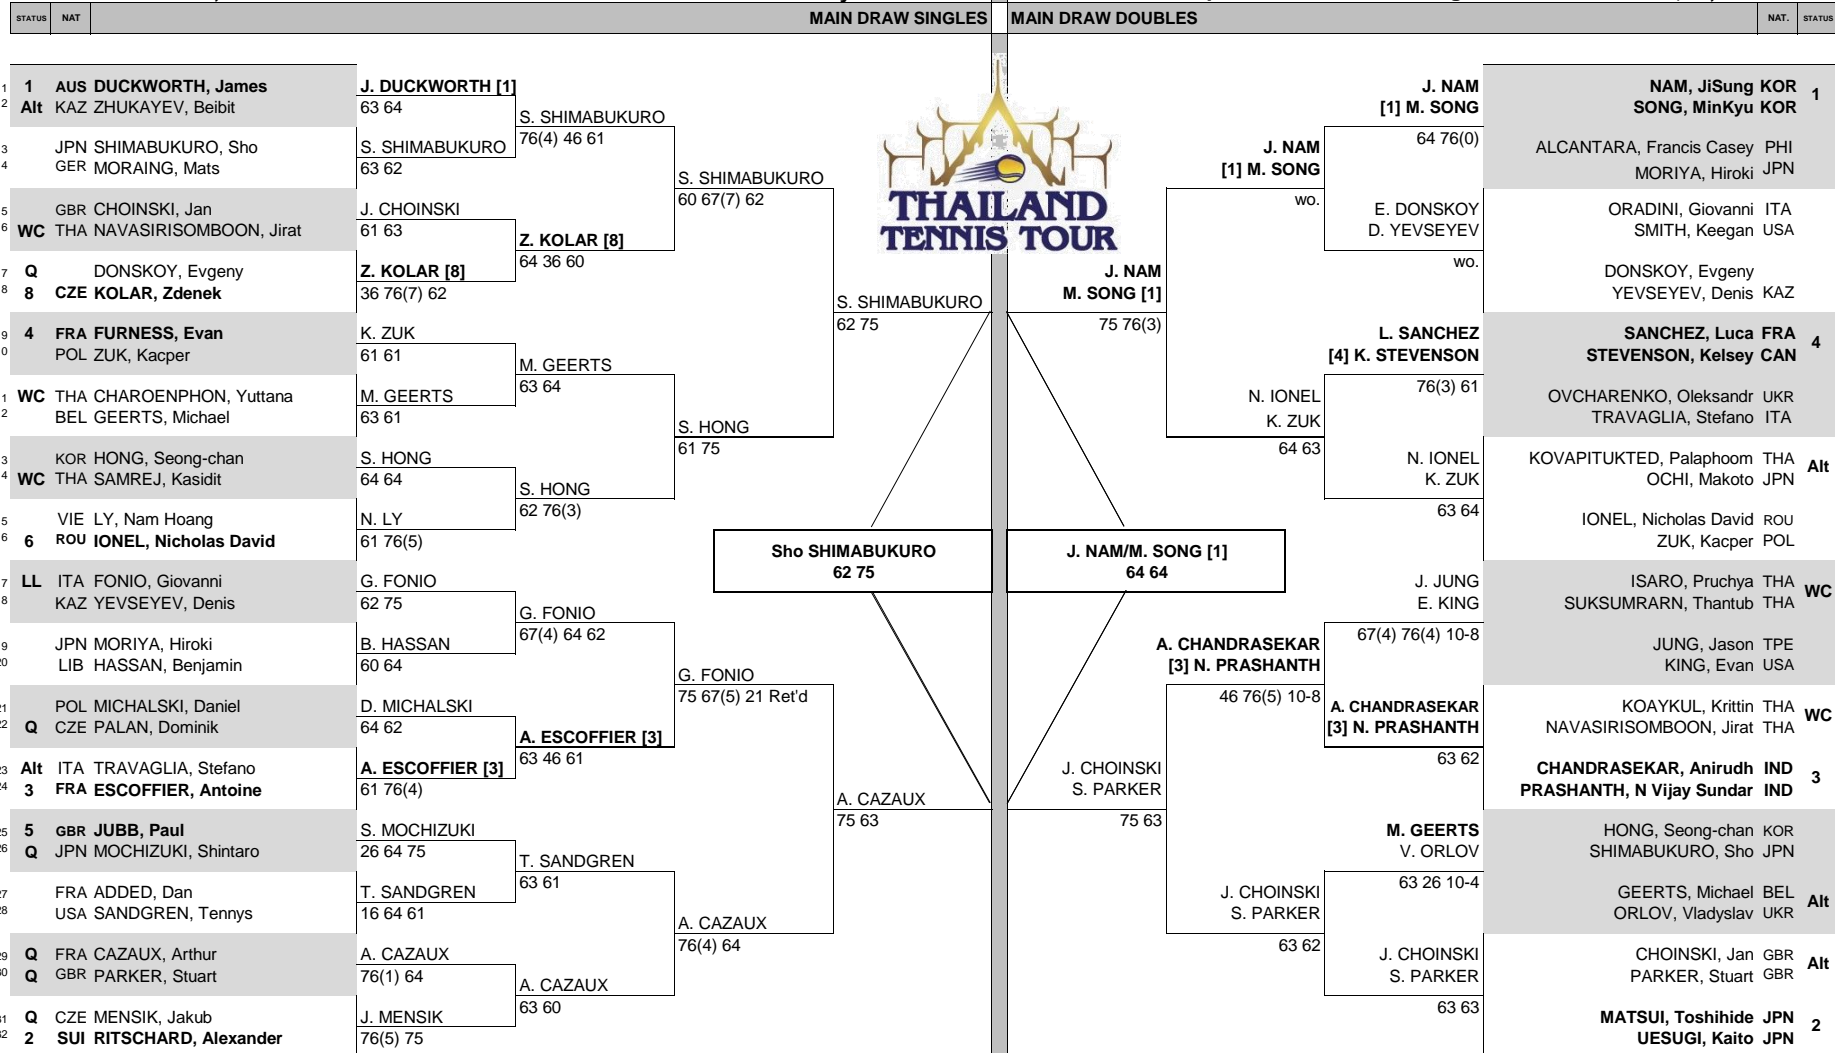 STATUS NAT MAIN DRAW SINGLES MAIN DRAW DOUBLES NAT. STATUS
1 AUS DUCKWORTH, James
Alt KAZ ZHUKAYEV, Beibit
JPN SHIMABUKURO, Sho
GER MORAING, Mats
GBR CHOINSKI, Jan
WC THA NAVASIRISOMBOON, Jirat
Q DONSKOY, Evgeny
8 CZE KOLAR, Zdenek
4 FRA FURNESS, Evan
POL ZUK, Kacper
WC THA CHAROENPHON, Yuttana
BEL GEERTS, Michael
KOR HONG, Seong-chan
WC THA SAMREJ, Kasidit
VIE LY, Nam Hoang
6 ROU IONEL, Nicholas David
LL ITA FONIO, Giovanni
KAZ YEVSEYEV, Denis
JPN MORIYA, Hiroki
LIB HASSAN, Benjamin
POL MICHALSKI, Daniel
Q CZE PALAN, Dominik
Alt ITA TRAVAGLIA, Stefano
3 FRA ESCOFFIER, Antoine
5 GBR JUBB, Paul
Q JPN MOCHIZUKI, Shintaro
FRA ADDED, Dan
USA SANDGREN, Tennys
Q FRA CAZAUX, Arthur
Q GBR PARKER, Stuart
Q CZE MENSIK, Jakub
2 SUI RITSCHARD, Alexander
J. DUCKWORTH [1]
63 64
S. SHIMABUKURO
63 62
J. CHOINSKI
61 63
Z. KOLAR [8]
36 76(7) 62
K. ZUK
61 61
M. GEERTS
63 61
S. HONG
64 64
N. LY
61 76(5)
G. FONIO
62 75
B. HASSAN
60 64
D. MICHALSKI
64 62
A. ESCOFFIER [3]
61 76(4)
S. MOCHIZUKI
26 64 75
T. SANDGREN
16 64 61
A. CAZAUX
76(1) 64
J. MENSIK
76(5) 75
S. SHIMABUKURO
76(4) 46 61
Z. KOLAR [8]
64 36 60
M. GEERTS
63 64
S. HONG
62 76(3)
G. FONIO
67(4) 64 62
A. ESCOFFIER [3]
63 46 61
T. SANDGREN
63 61
A. CAZAUX
63 60
S. SHIMABUKURO
60 67(7) 62
S. HONG
61 75
G. FONIO
75 67(5) 21 Ret'd
A. CAZAUX
76(4) 64
S. SHIMABUKURO
62 75
A. CAZAUX
75 63
Sho SHIMABUKURO
62 75
THAILAND
TENNIS TOUR
J. NAM/M. SONG [1]
64 64
J. NAM
M. SONG [1]
75 76(3)
J. CHOINSKI
S. PARKER
75 63
J. NAM
[1] M. SONG
wo.
N. IONEL
K. ZUK
64 63
A. CHANDRASEKAR
[3] N. PRASHANTH
46 76(5) 10-8
J. CHOINSKI
S. PARKER
63 62
J. NAM
[1] M. SONG
64 76(0)
E. DONSKOY
D. YEVSEYEV
wo.
L. SANCHEZ
[4] K. STEVENSON
76(3) 61
N. IONEL
K. ZUK
63 64
J. JUNG
E. KING
67(4) 76(4) 10-8
A. CHANDRASEKAR
[3] N. PRASHANTH
63 62
M. GEERTS
V. ORLOV
63 26 10-4
J. CHOINSKI
S. PARKER
63 63
NAM, JiSung KOR 1
SONG, MinKyu KOR
ALCANTARA, Francis Casey PHI
MORIYA, Hiroki JPN
ORADINI, Giovanni ITA
SMITH, Keegan USA
DONSKOY, Evgeny
YEVSEYEV, Denis KAZ
SANCHEZ, Luca FRA 4
STEVENSON, Kelsey CAN
OVCHARENKO, Oleksandr UKR
TRAVAGLIA, Stefano ITA
KOVAPITUKTED, Palaphoom THA Alt
OCHI, Makoto JPN
IONEL, Nicholas David ROU
ZUK, Kacper POL
ISARO, Pruchya THA WC
SUKSUMRARN, Thantub THA
JUNG, Jason TPE
KING, Evan USA
KOAYKUL, Krittin THA WC
NAVASIRISOMBOON, Jirat THA
CHANDRASEKAR, Anirudh IND 3
PRASHANTH, N Vijay Sundar IND
HONG, Seong-chan KOR
SHIMABUKURO, Sho JPN
GEERTS, Michael BEL Alt
ORLOV, Vladyslav UKR
CHOINSKI, Jan GBR Alt
PARKER, Stuart GBR
MATSUI, Toshihide JPN 2
UESUGI, Kaito JPN